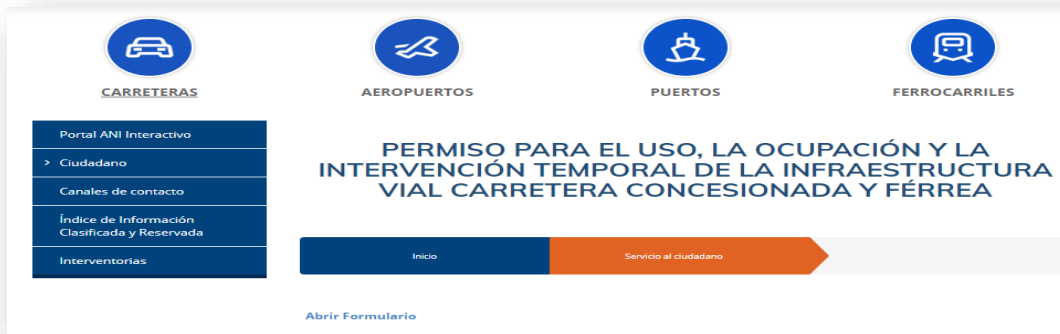 CARRETERAS
AEROPUERTOS
PUERTOS
FERROCARRILES
Portal ANI Interactivo
> Ciudadano
Canales de contacto
Índice de Información
Clasificada y Reservada
Interventorias
PERMISO PARA EL USO, LA OCUPACIÓN Y LA
INTERVENCIÓN TEMPORAL DE LA INFRAESTRUCTURA
VIAL CARRETERA CONCESIONADA Y FÉRREA
Inicio
Servicio al ciudadano
Abrir Formulario